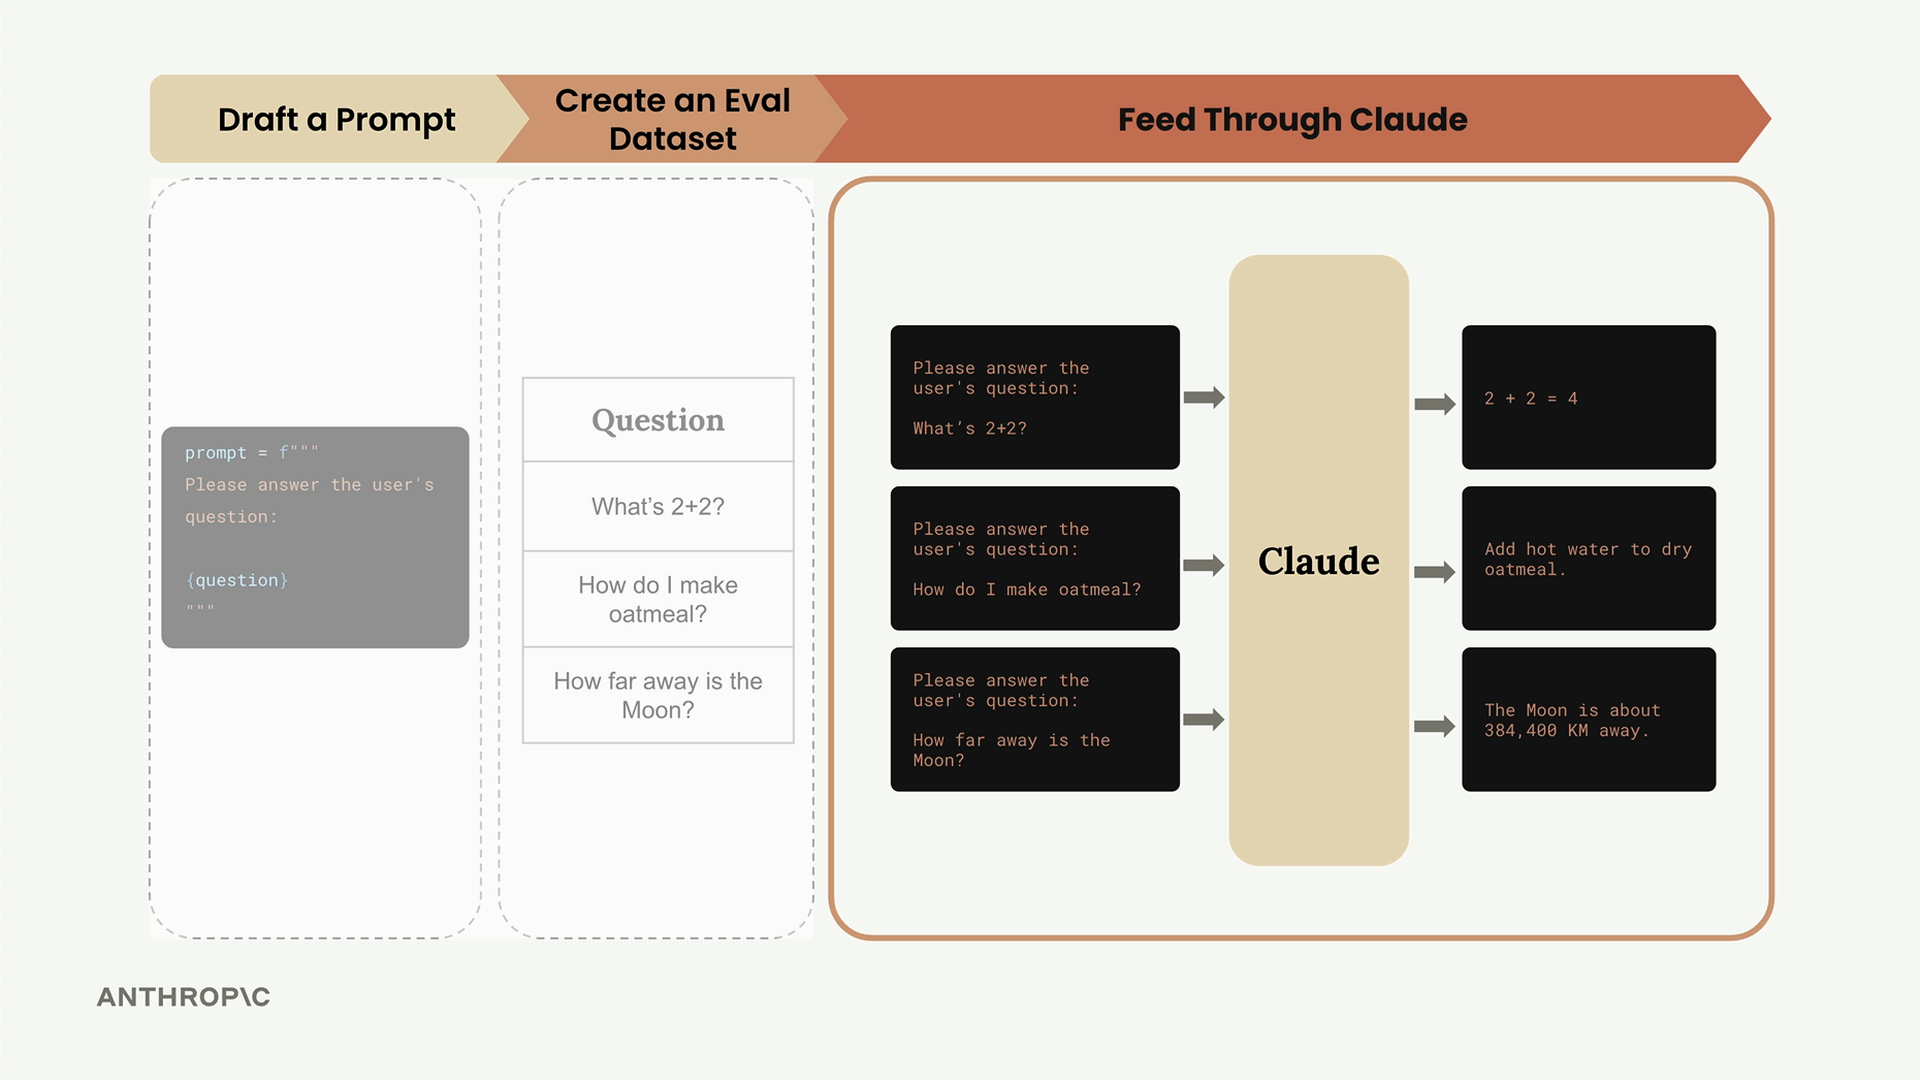 Draft a Prompt
Create an Eval
Dataset
Feed Through Claude
prompt = f"""
Please answer the user's
question:
{question}
"""
Question
What’s 2+2?
How do I make
oatmeal?
How far away is the
Moon?
Please answer the
user's question:
What’s 2+2?
Please answer the
user's question:
How do I make oatmeal?
Please answer the
user's question:
How far away is the
Moon?
Claude
2 + 2 = 4
Add hot water to dry
oatmeal.
The Moon is about
384,400 KM away.
ANTHROP\C